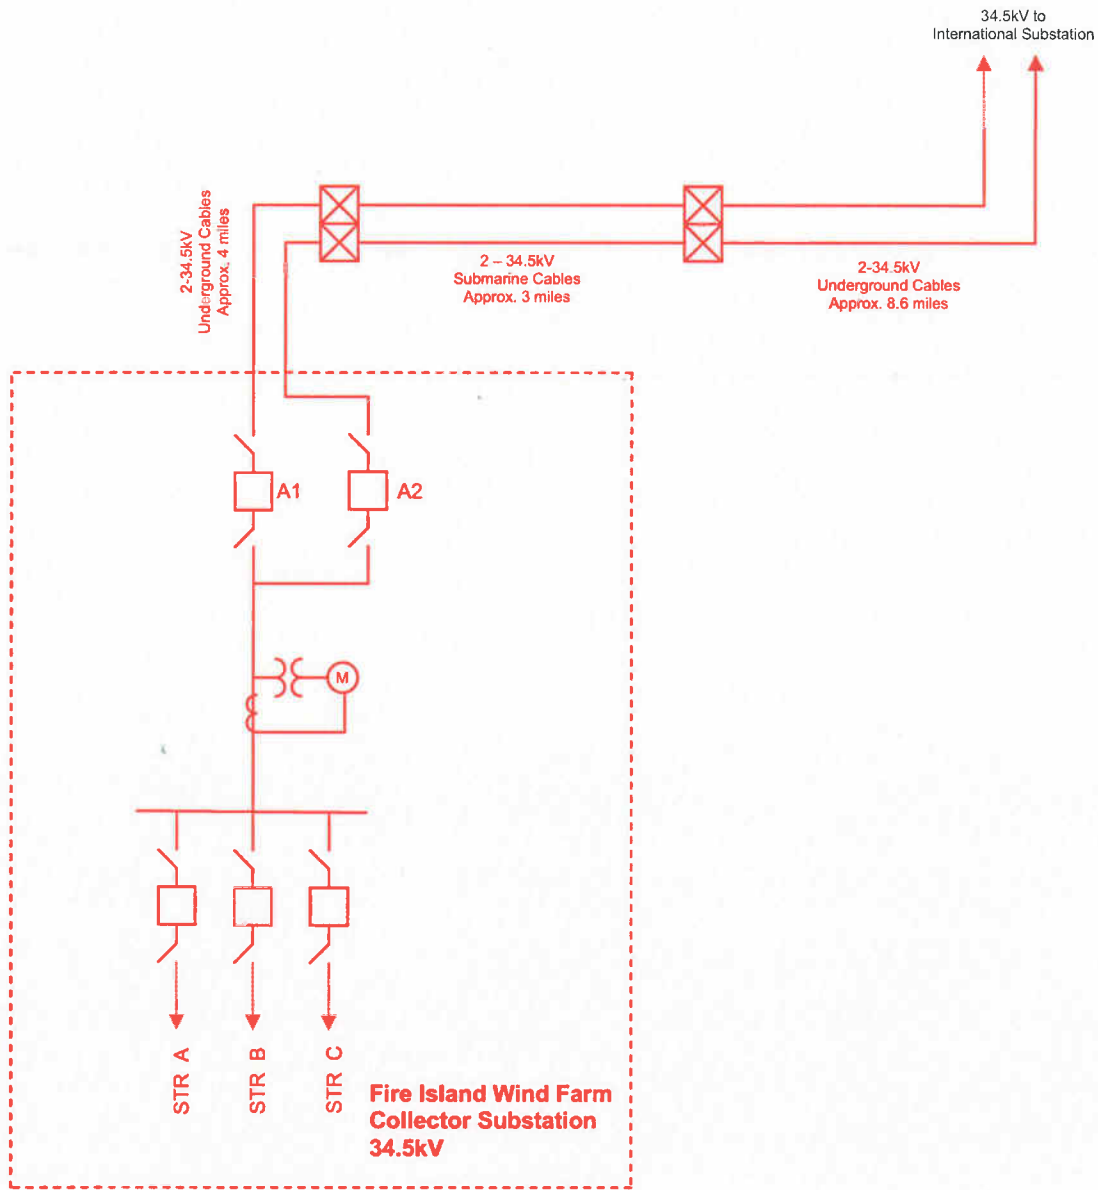 34.5kV to
International Substation
2-34.5kV
Underground Cables
Approx. 4 miles
2 – 34.5kV
Submarine Cables
Approx. 3 miles
2-34.5kV
Underground Cables
Approx. 8.6 miles
A1
A2
M
STR A
STR B
STR C
Fire Island Wind Farm
Collector Substation
34.5kV